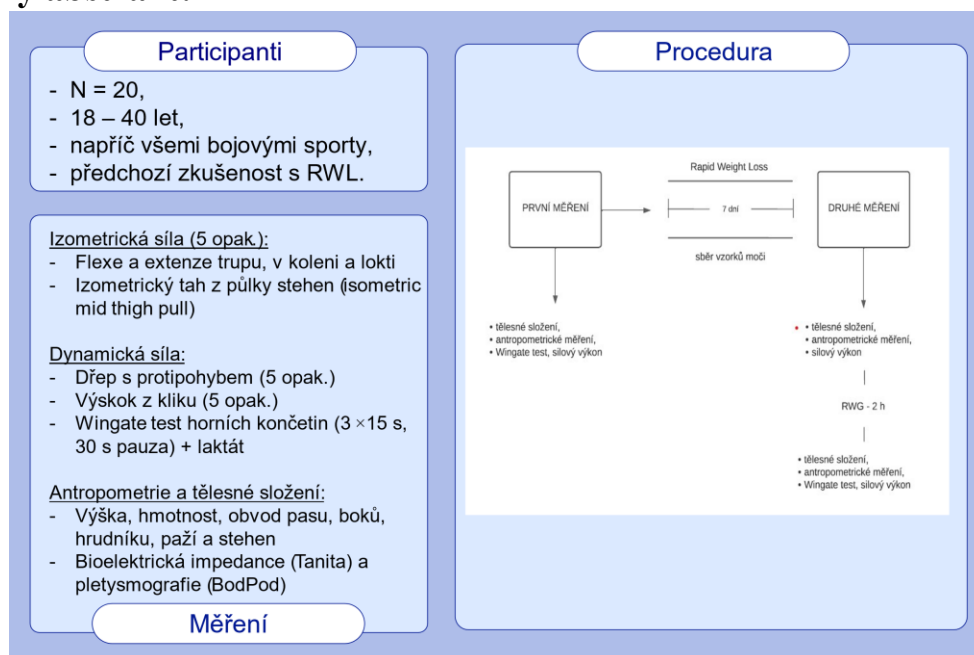 Participanti
- N = 20,
- 18 – 40 let,
- napříč všemi bojovými sporty,
- předchozí zkušenost s RWL.
Izometrická síla (5 opak.):
- Flexe a extenze trupu, v koleni a lokti
- Izometrický tah z půlky stehen (isometric
mid thigh pull)
Dynamická síla:
- Dřep s protipohybem (5 opak.)
- Výskok z kliku (5 opak.)
- Wingate test horních končetin (3 ×15 s,
30 s pauza) + laktát
Antropometrie a tělesné složení:
- Výška, hmotnost, obvod pasu, boků,
hrudníku, paží a stehen
- Bioelektrická impedance (Tanita) a
pletysmografie (BodPod)
Měření
Procedura
Rapid Weight Loss
PRVNÍ MĚŘENÍ
7 dní
DRUHÉ MĚŘENÍ
sběr vzorků moči
• tělesné složení,
• antropometrické měření,
• Wingate test, silový výkon
• tělesné složení,
• antropometrické měření,
• silový výkon
RWG - 2 h
• tělesné složení,
• antropometrické měření,
• Wingate test, silový výkon